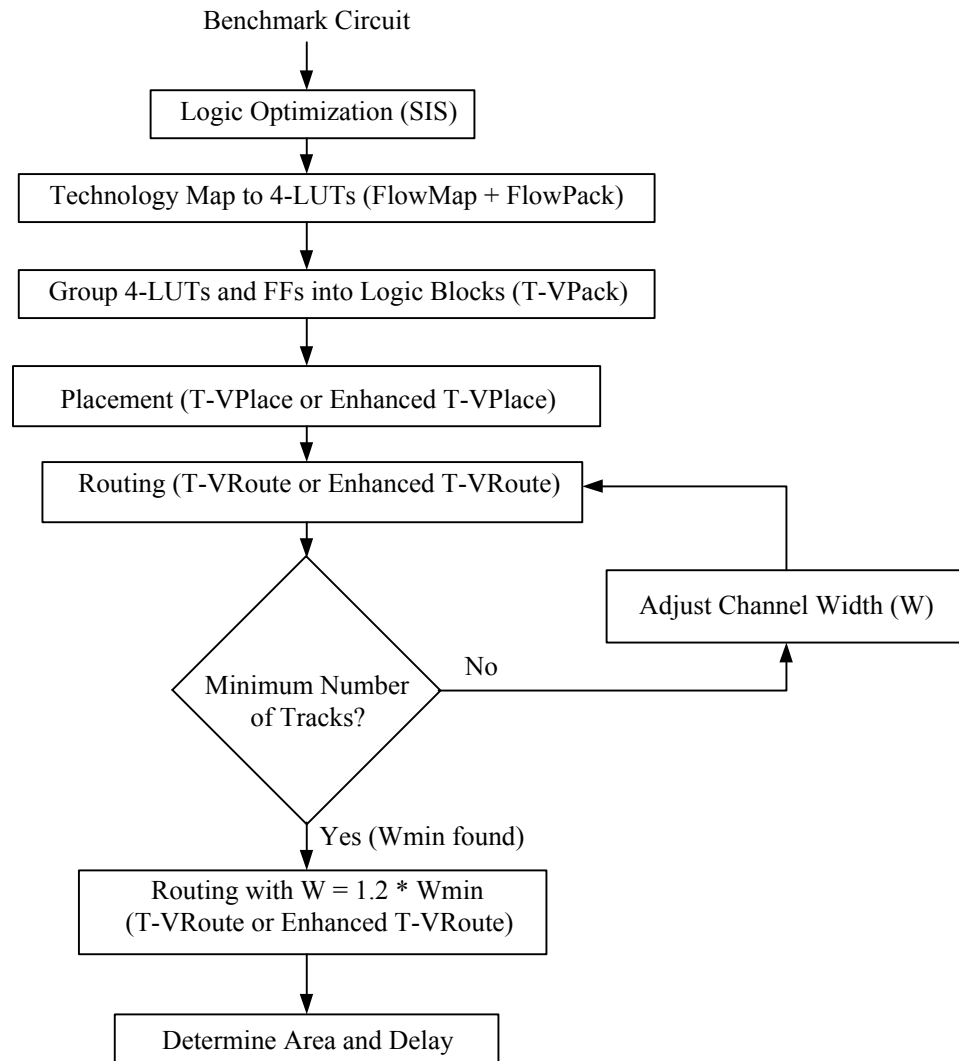 Benchmark Circuit
Logic Optimization (SIS)
Technology Map to 4-LUTs (FlowMap + FlowPack)
Group 4-LUTs and FFs into Logic Blocks (T-VPack)
Placement (T-VPlace or Enhanced T-VPlace)
Routing (T-VRoute or Enhanced T-VRoute)
Adjust Channel Width (W)
No
Minimum Number
of Tracks?
Yes (Wmin found)
Routing with W = 1.2 * Wmin
(T-VRoute or Enhanced T-VRoute)
Determine Area and Delay